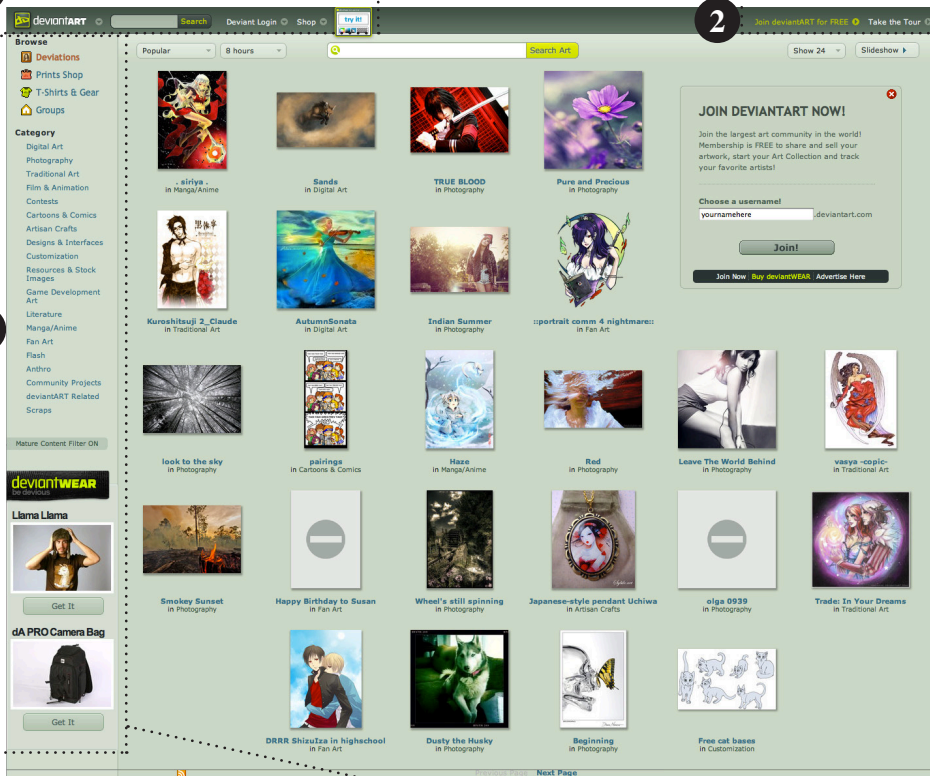 deviantART
Search
Deviant Login
Shop
try it!
2
Join deviantART for FREE
Take the Tour
Browse
Deviations
Prints Shop
T-Shirts & Gear
Groups
Category
Digital Art
Photography
Traditional Art
Film & Animation
Contests
Cartoons & Comics
Artisan Crafts
Designs & Interfaces
Customization
Resources & Stock
Images
Game Development
Art
Literature
Manga/Anime
Fan Art
Flash
Anthro
Community Projects
deviantART Related
Scraps
Mature Content Filter ON
deviantWEAR
be devious
Llama Llama
Get It
dA PRO Camera Bag
Get It
Popular
8 hours
Search Art
Show 24
Slideshow
. siriya .
in Manga/Anime
Sands
in Digital Art
TRUE BLOOD
in Photography
Pure and Precious
in Photography
JOIN DEVIANTART NOW!
Join the largest art community in the world!
Membership is FREE to share and sell your
artwork, start your Art Collection and track
your favorite artists!
Choose a username!
yournamehere .deviantart.com
Join!
Join Now Buy deviantWEAR Advertise Here
Kuroshitsuji 2_Claude
in Traditional Art
AutumnSonata
in Digital Art
Indian Summer
in Photography
::portrait comm 4 nightmare::
in Fan Art
look to the sky
in Photography
pairings
in Cartoons & Comics
Haze
in Manga/Anime
Red
in Photography
Leave The World Behind
in Photography
vasya -copic-
in Traditional Art
Smokey Sunset
in Photography
Happy Birthday to Susan
in Fan Art
Wheel's still spinning
in Photography
Japanese-style pendant Uchiwa
in Artisan Crafts
olga 0939
in Photography
Trade: In Your Dreams
in Traditional Art
DRRR ShizuIza in highschool
in Fan Art
Dusty the Husky
in Photography
Beginning
in Photography
Free cat bases
in Customization
Previous Page
Next Page